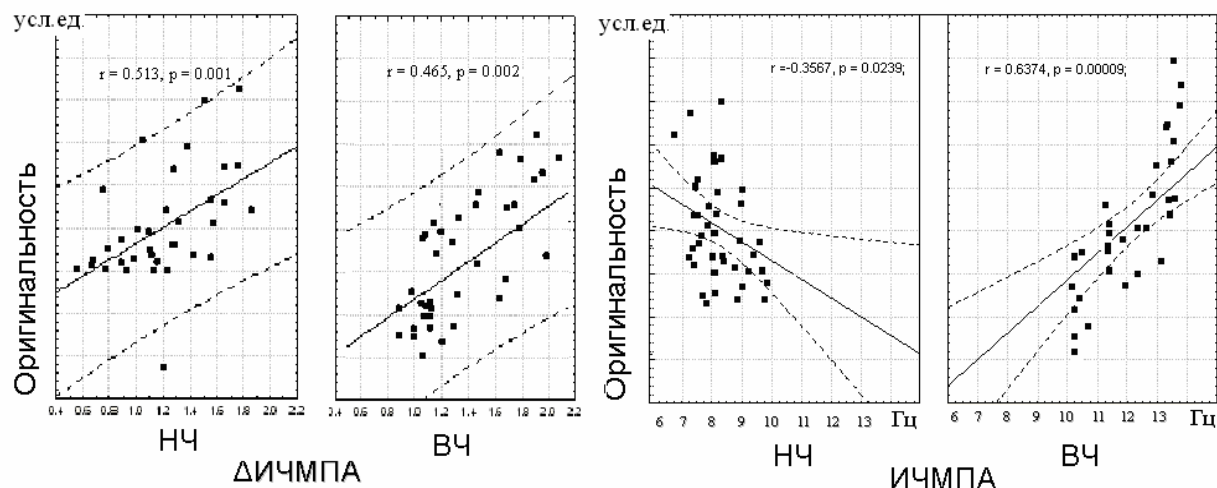 усл.ед.
усл.ед.
r = 0.513, p = 0.001
r = 0.465, p = 0.002
r =-0.3567, p = 0.0239;
r = 0.6374, p = 0.00009;
Оригинальность
Оригинальность
0.4 0.6 0.8 1.0 1.2 1.4 1.6 1.8 2.0 2.2
0.4 0.6 0.8 1.0 1.2 1.4 1.6 1.8 2.0 2.2
6 7 8 9 10 11 12 13 Гц
6 7 8 9 10 11 12 13 Гц
НЧ
ВЧ
НЧ
ВЧ
ΔИЧМПА
ИЧМПА